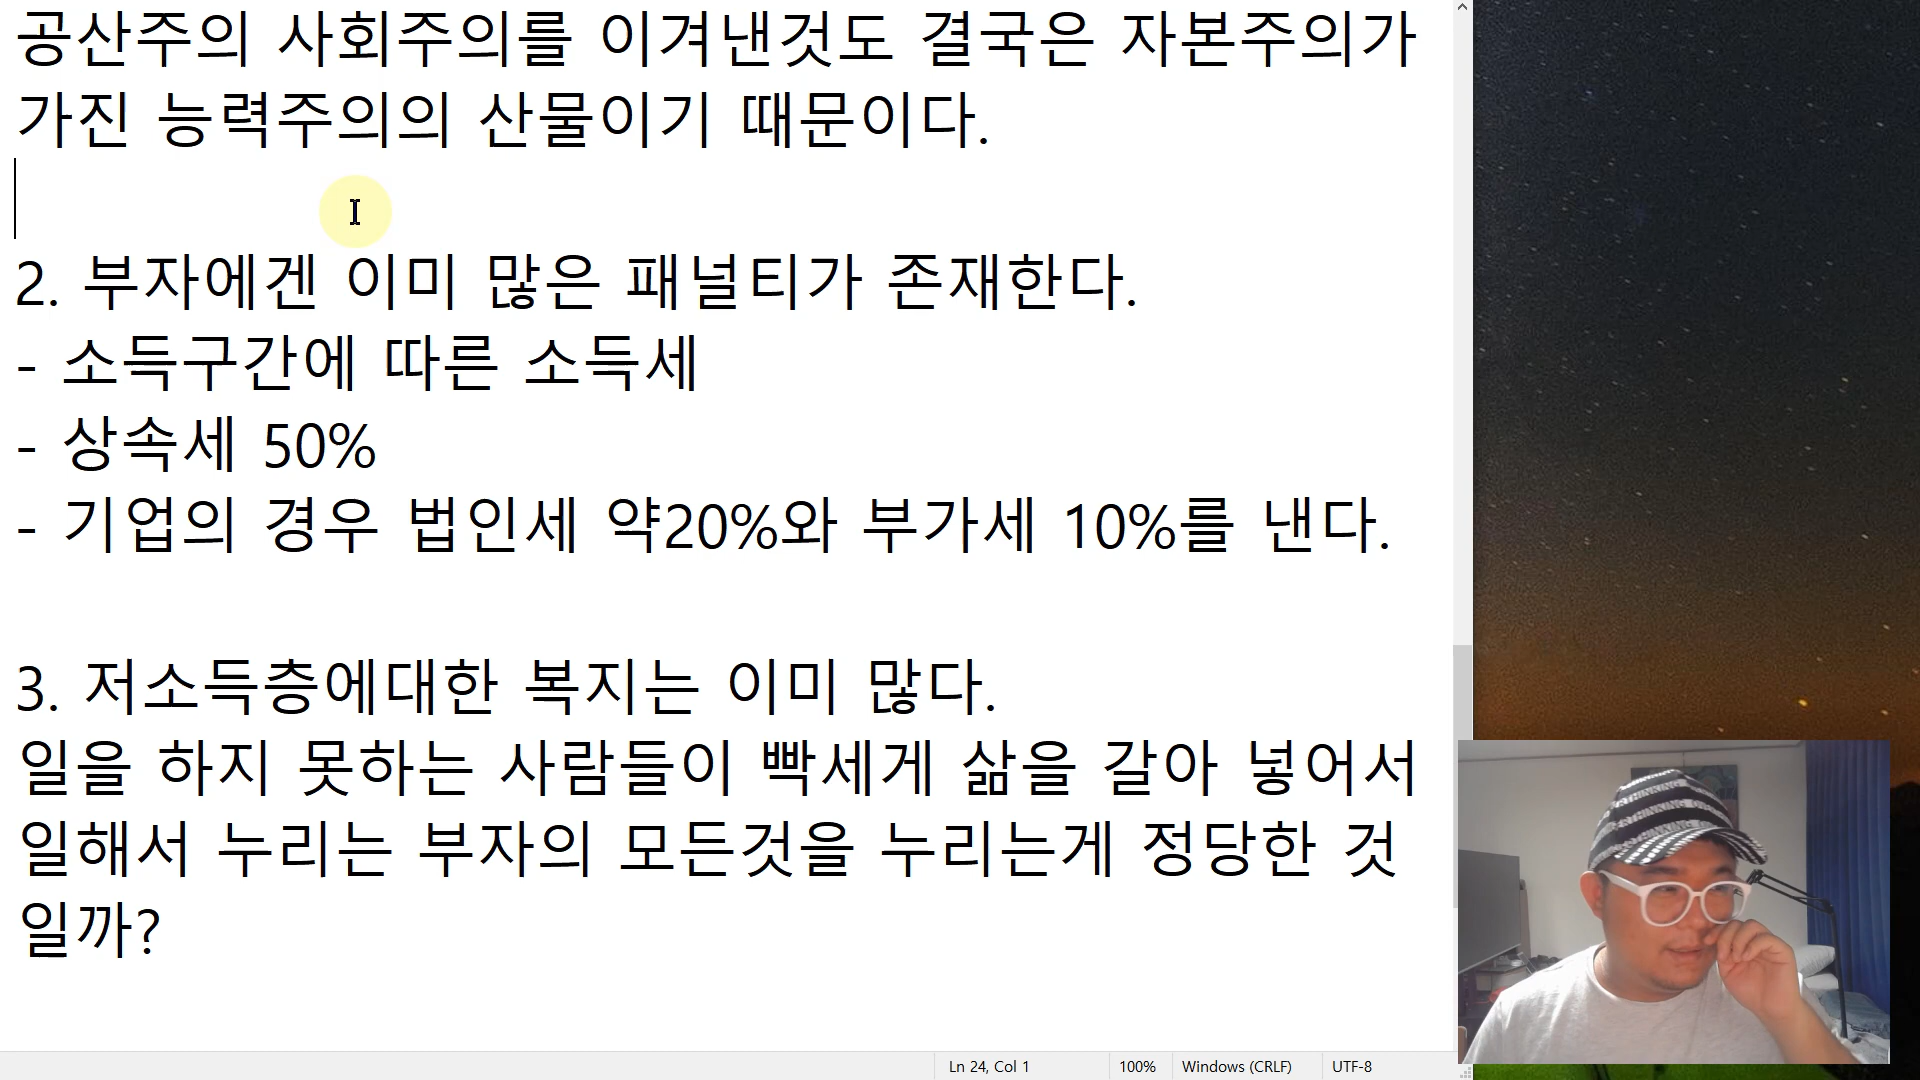 공산주의 사회주의를 이겨낸것도 결국은 자본주의가
가진 능력주의의 산물이기 때문이다.
2. 부자에겐 이미 많은 패널티가 존재한다.
- 소득구간에 따른 소득세
- 상속세 50%
- 기업의 경우 법인세 약20%와 부가세 10%를 낸다.
3. 저소득층에대한 복지는 이미 많다.
일을 하지 못하는 사람들이 빡세게 삶을 갈아 넣어서
일해서 누리는 부자의 모든것을 누리는게 정당한 것
일까?
Ln 24, Col 1
100%
Windows (CRLF)
UTF-8